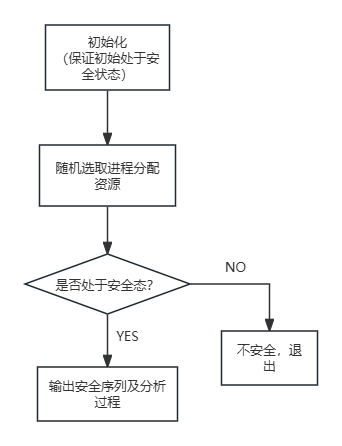 初始化
（保证初始处于安
全状态）
随机选取进程分配
资源
是否处于安全态？
NO
YES
不安全，退
出
输出安全序列及分析
过程